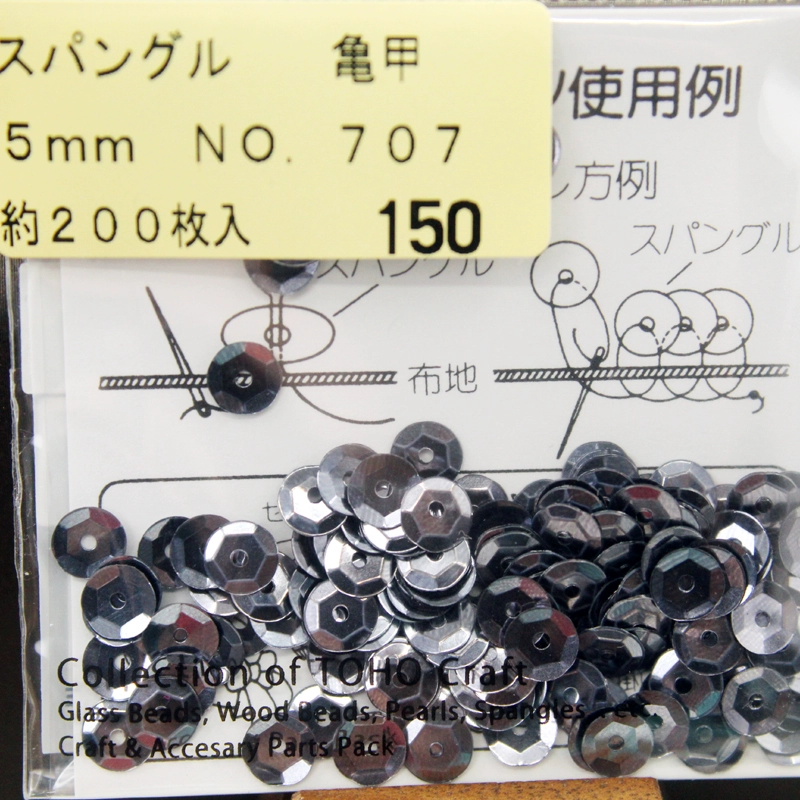 スパングル 亀甲
5mm NO. 707
約200枚入 150
使用例
し方例
スパングル
スパングル
布地
Collection of TOHO Craft
Glass Beads, Wood Beads, Pearls, Spangles
Craft & Accesary Parts Pack